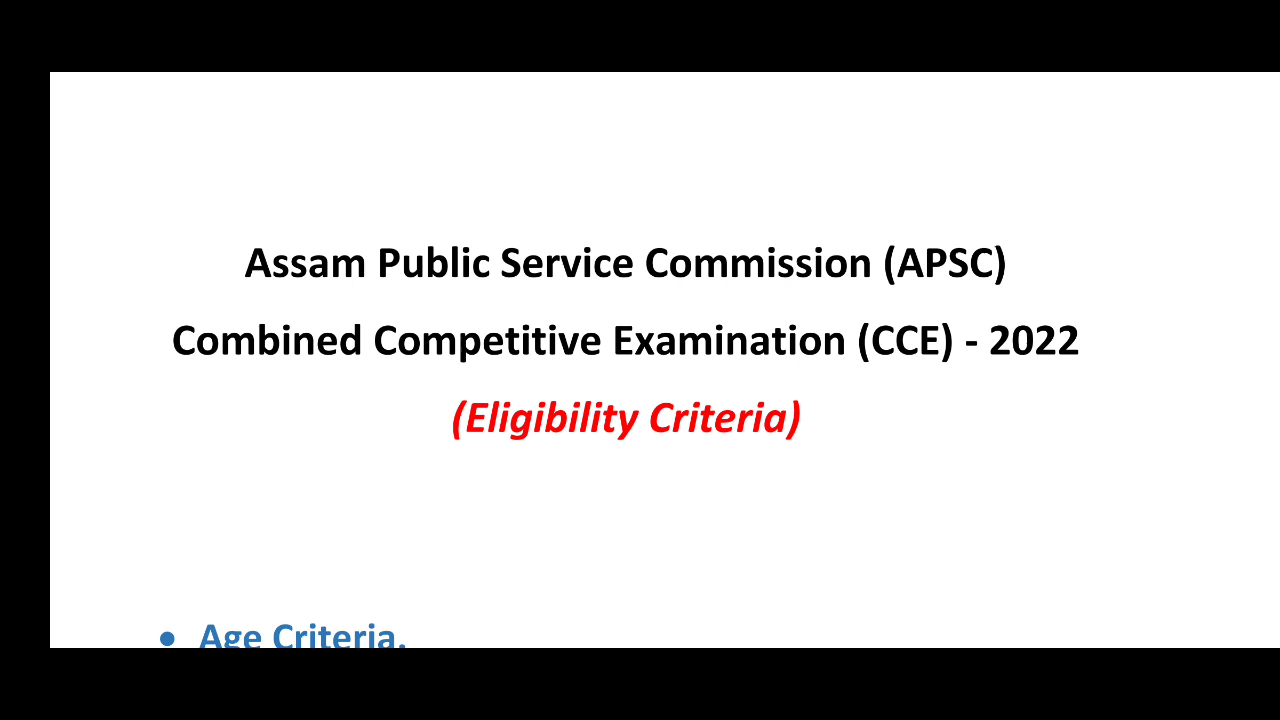 Assam Public Service Commission (APSC)
Combined Competitive Examination (CCE) - 2022
(Eligibility Criteria)
● Age Criteria.